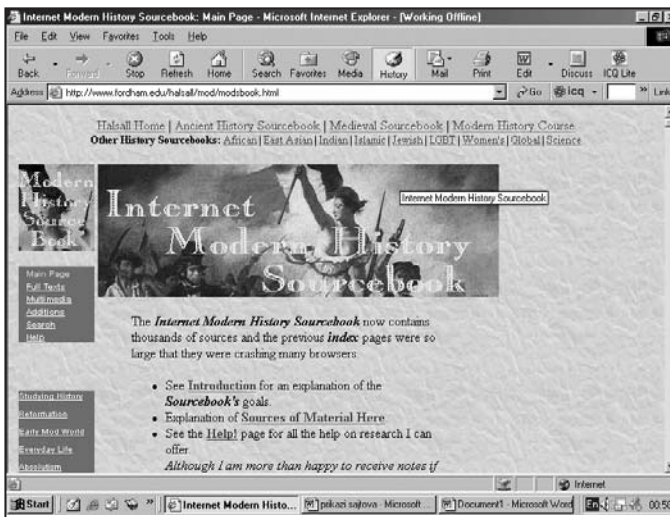 Internet Modern History Sourcebook: Main Page - Microsoft Internet Explorer - [Working Offline]
File Edit View Favorites Tools Help
Back Forward Stop Refresh Home Search Favorites Media History Mail Print Edit Discuss ICQ Lite
Address http://www.fordham.edu/halsall/mod/modsbook.html Go icq Link
Halsall Home | Ancient History Sourcebook | Medieval Sourcebook | Modern History Course
Other History Sourcebooks: African | East Asian | Indian | Islamic | Jewish | LGBT | Women's | Global | Science
Modern
History
Source
Book
Internet
Modern History
Sourcebook
Internet Modern History Sourcebook
Main Page
Full Texts
Multimedia
Additions
Search
Help
The Internet Modern History Sourcebook now contains
thousands of sources and the previous index pages were so
large that they were crashing many browsers.
• See Introduction for an explanation of the
Sourcebook's goals.
• Explanation of Sources of Material Here.
• See the Help! page for all the help on research I can
offer.
Although I am more than happy to receive notes if
Studying History
Reformation
Early Mod World
Everyday Life
Absolutism
Internet
Start Internet Modern Histo... prikazi sajtova - Microsoft ... Document1 - Microsoft Word En 00:50